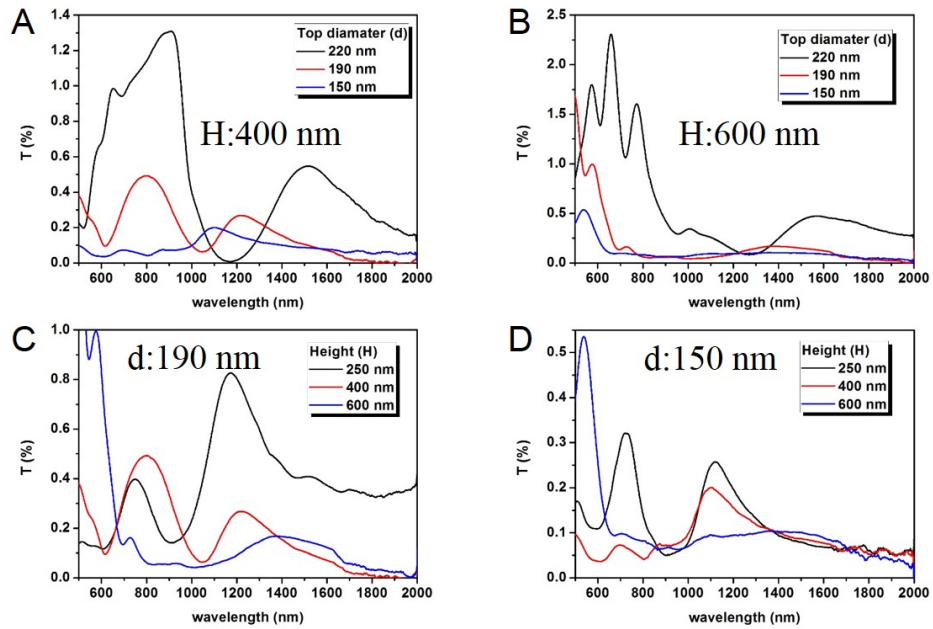 A
1.4
1.2
1.0
0.8
0.6
0.4
0.2
0.0
T (%)
Top diamater (d)
220 nm
190 nm
150 nm
H:400 nm
600 800 1000 1200 1400 1600 1800 2000
wavelength (nm)
B
2.5
2.0
1.5
1.0
0.5
0.0
T (%)
Top diamater (d)
220 nm
190 nm
150 nm
H:600 nm
600 800 1000 1200 1400 1600 1800 2000
wavelength (nm)
C
1.0
0.8
0.6
0.4
0.2
0.0
T (%)
d:190 nm
Height (H)
250 nm
400 nm
600 nm
600 800 1000 1200 1400 1600 1800 2000
wavelength (nm)
D
0.5
0.4
0.3
0.2
0.1
0.0
T (%)
d:150 nm
Height (H)
250 nm
400 nm
600 nm
600 800 1000 1200 1400 1600 1800 2000
wavelength (nm)